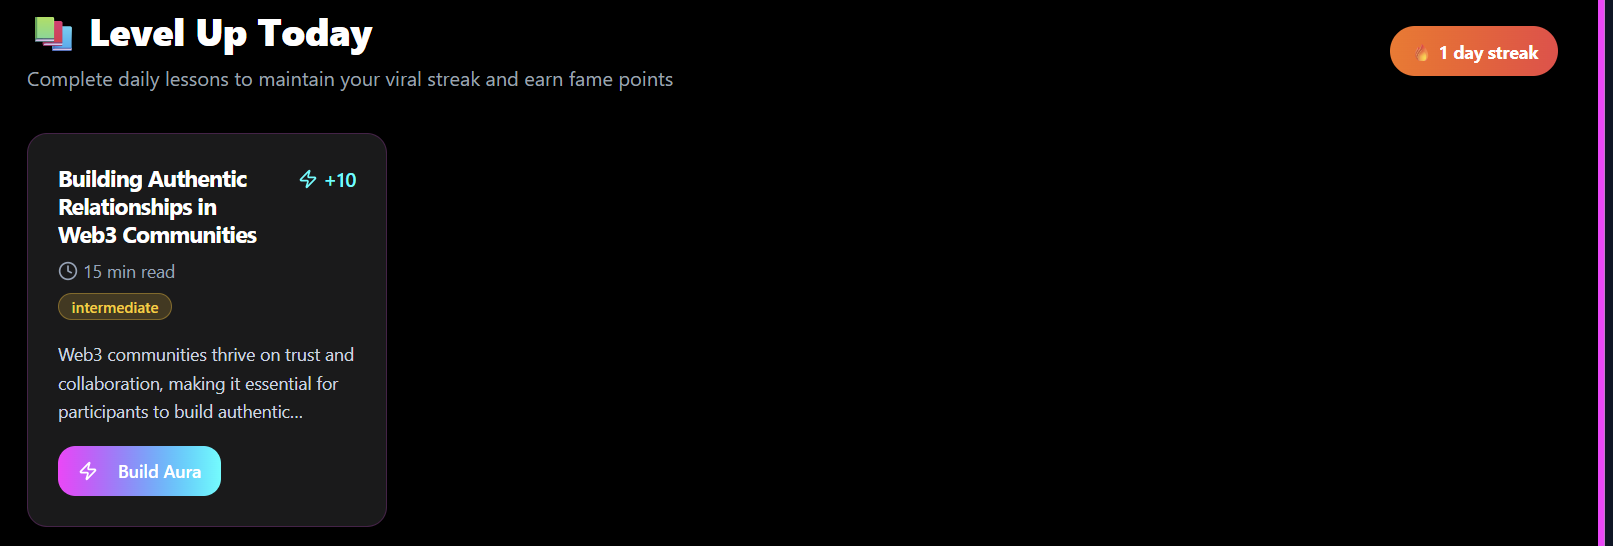 Level Up Today
1 day streak
Complete daily lessons to maintain your viral streak and earn fame points
Building Authentic
Relationships in
Web3 Communities
+10
15 min read
intermediate
Web3 communities thrive on trust and
collaboration, making it essential for
participants to build authentic...
Build Aura